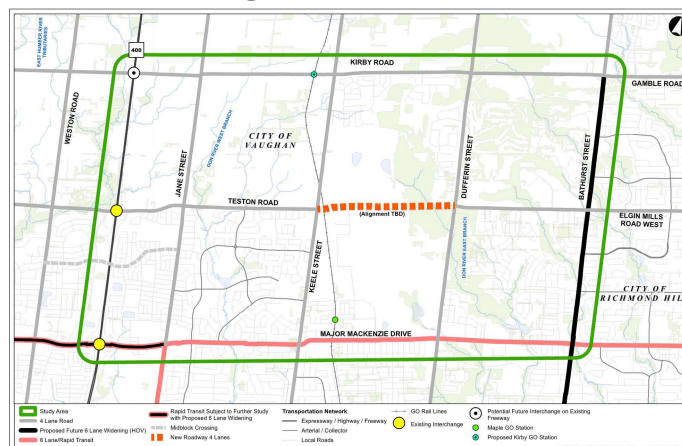 400
EAST HUMBER RIVER
TRIBUTARIES
KIRBY ROAD
GAMBLE ROAD
WESTON ROAD
JANE STREET
DON RIVER WEST BRANCH
CITY OF
VAUGHAN
DUFFERIN STREET
BATHURST STREET
TESTON ROAD
(Alignment TBD)
ELGIN MILLS
ROAD WEST
KEELE STREET
DON RIVER EAST BRANCH
CITY OF
RICHMOND HIL
MAJOR MACKENZIE DRIVE
Study Area
4 Lane Road
Proposed Future 6 Lane Widening (HOV)
6 Lane/Rapid Transit
Rapid Transit Subject to Further Study
with Proposed 6 Lane Widening
Midblock Crossing
New Roadway 4 Lanes
Transportation Network
Expressway / Highway / Freeway
Arterial / Collector
Local Roads
GO Rail Lines
Existing Interchange
Potential Future Interchange on Existing
Freeway
Maple GO Station
Proposed Kirby GO Station